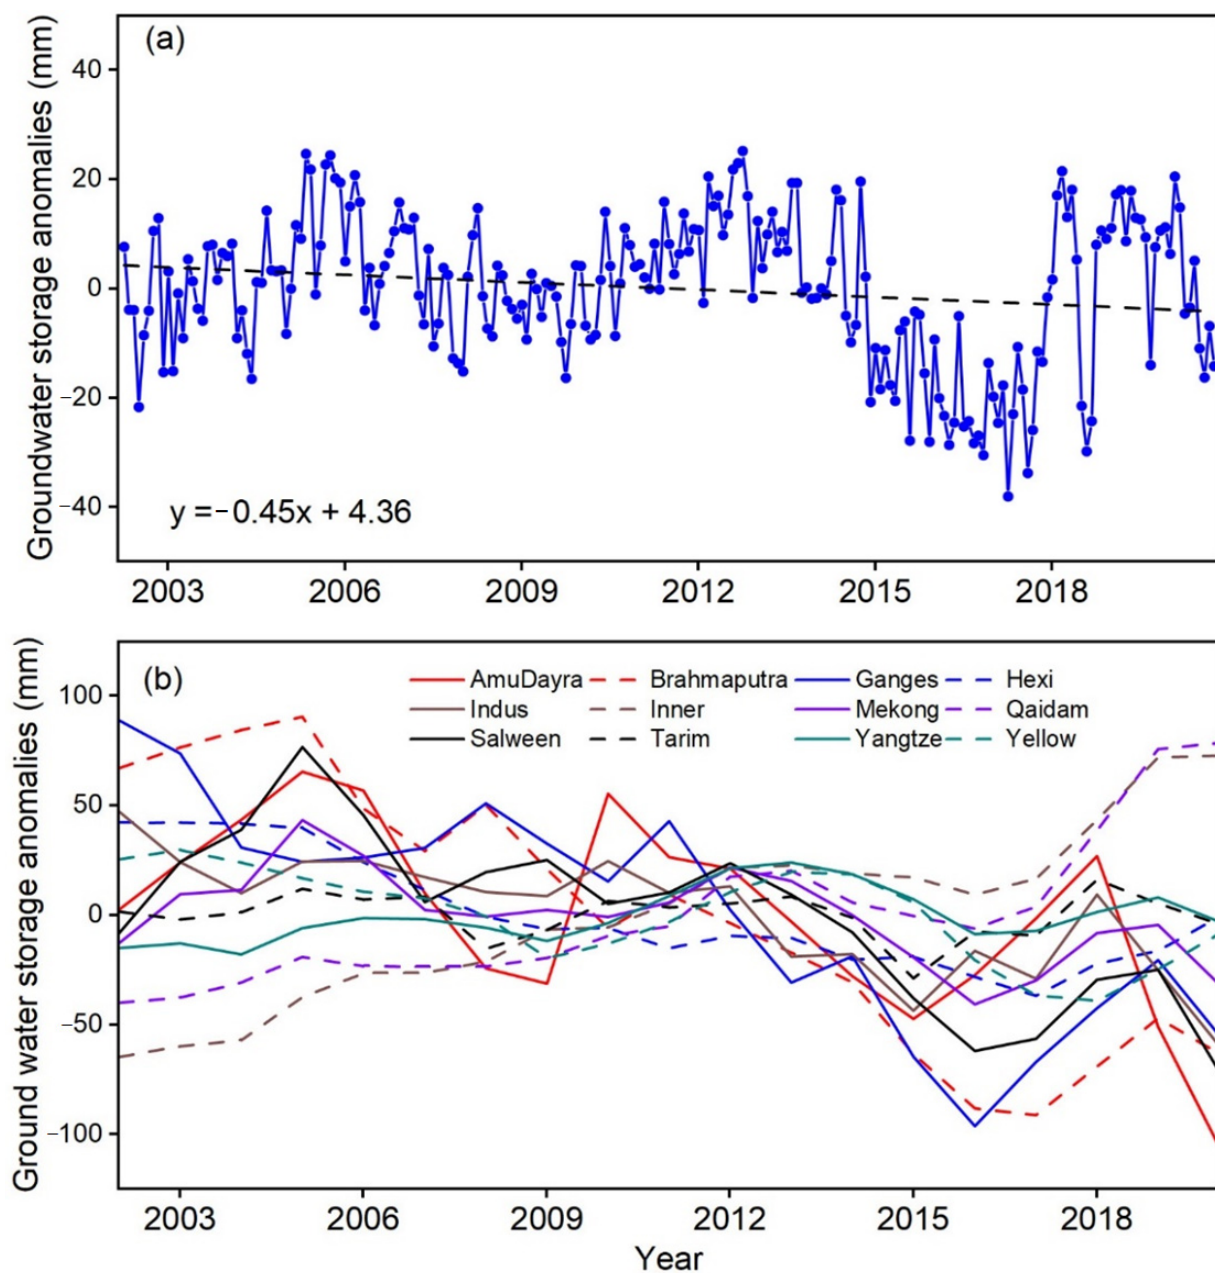 (a)
Groundwater storage anomalies (mm)
40
20
0
−20
−40
y =−0.45x + 4.36
2003 2006 2009 2012 2015 2018
(b)
Ground water storage anomalies (mm)
AmuDayra Brahmaputra Ganges Hexi
Indus Inner Mekong Qaidam
Salween Tarim Yangtze Yellow
100
50
0
−50
−100
2003 2006 2009 2012 2015 2018
Year